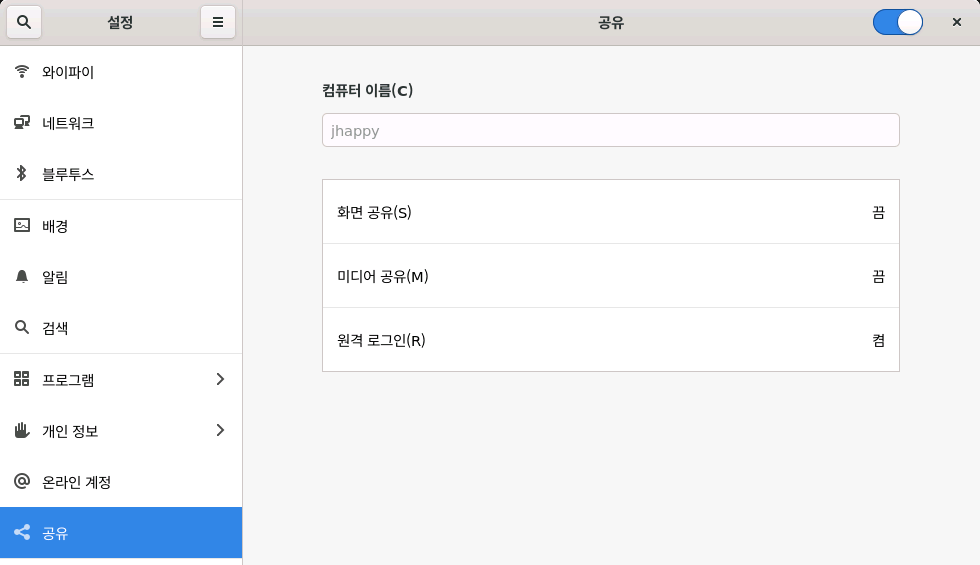 설정
공유
와이파이
네트워크
블루투스
배경
알림
검색
프로그램
개인 정보
온라인 계정
공유
컴퓨터 이름(C)
jhappy
화면 공유(S) 끔
미디어 공유(M) 끔
원격 로그인(R) 켬